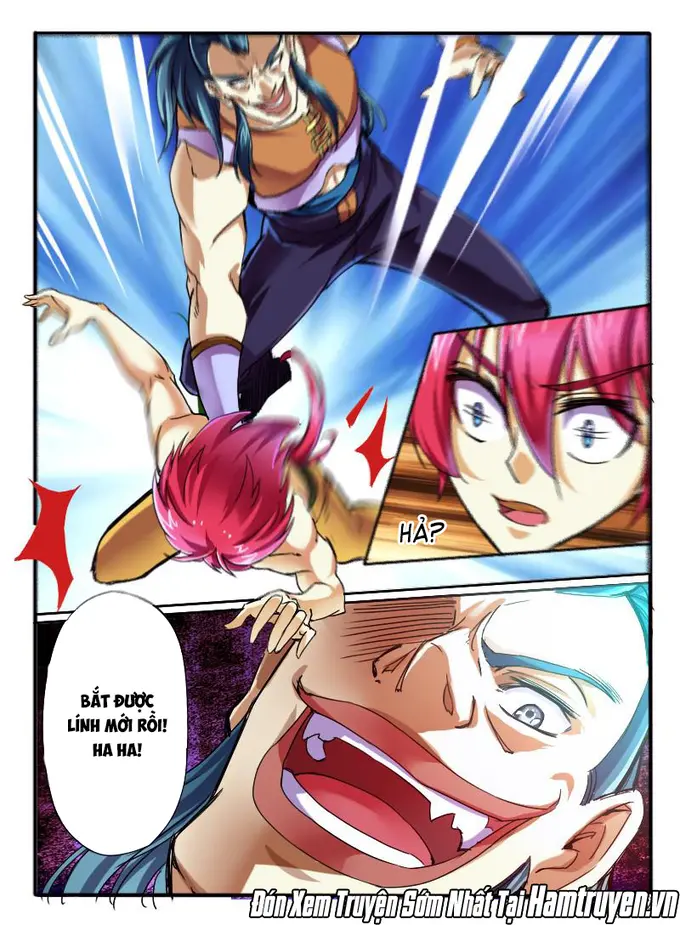 HẢ?
BẮT ĐƯỢC
LÍNH MỚI RỒI!
HA HA!
Đón Xem Truyện Sớm Nhất Tại Hamtruyen.vn